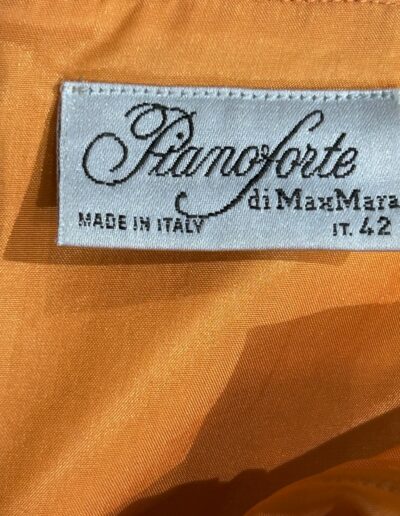 Pianoforte
di MaxMara
MADE IN ITALY
IT. 42